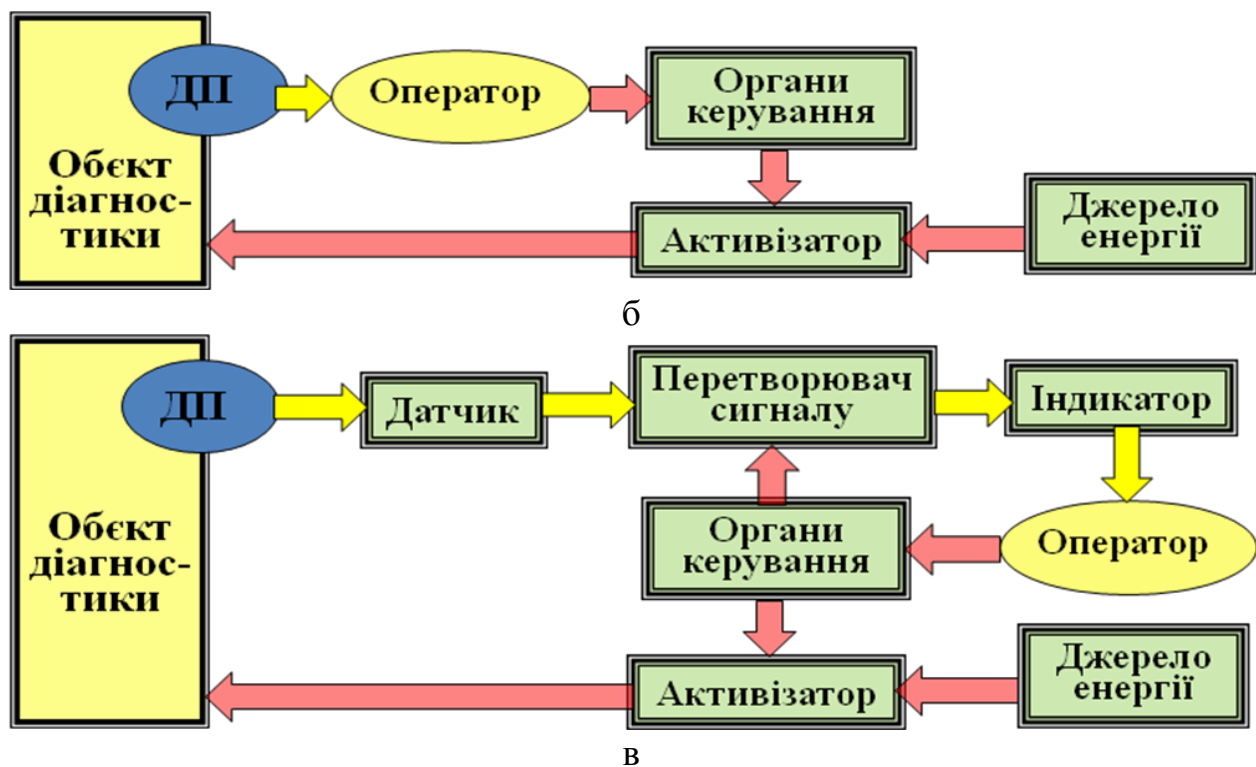 ДП
Оператор
Органи
керування
Обєкт
діагнос-
тики
Активізатор
Джерело
енергії
б
ДП
Датчик
Перетворювач
сигналу
Індикатор
Обєкт
діагнос-
тики
Органи
керування
Оператор
Активізатор
Джерело
енергії
в